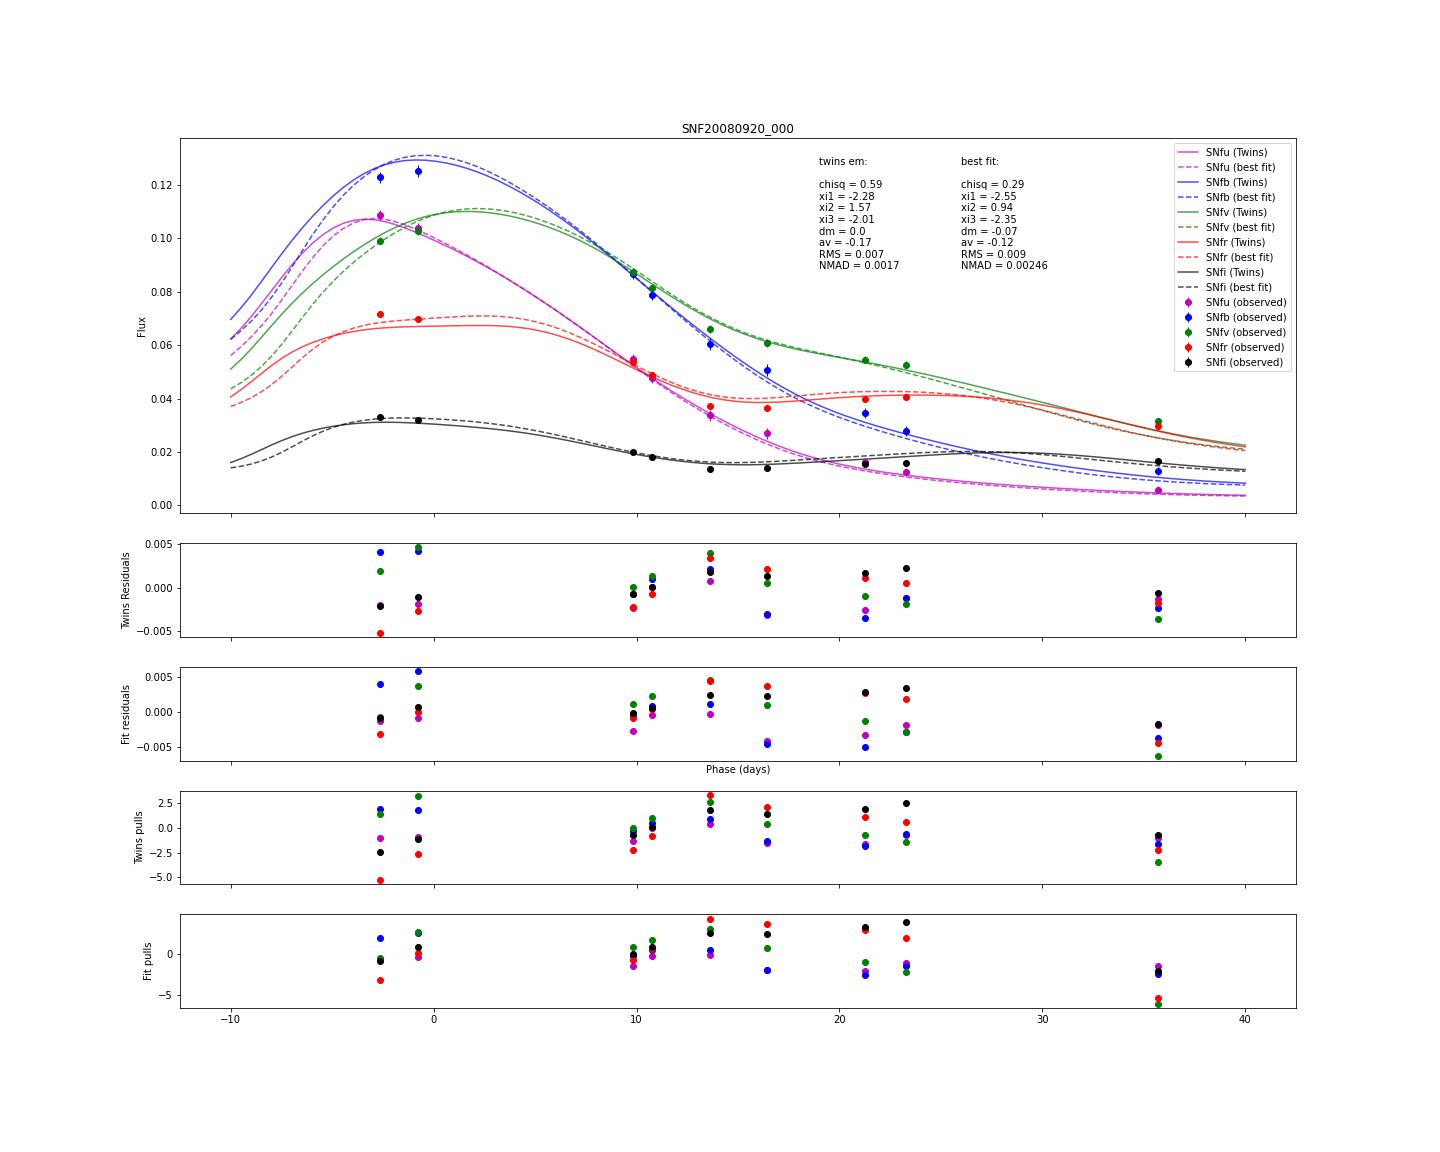 SNF20080920_000
twins em:
chisq = 0.59
xi1 = -2.28
xi2 = 1.57
xi3 = -2.01
dm = 0.0
av = -0.17
RMS = 0.007
NMAD = 0.0017
best fit:
chisq = 0.29
xi1 = -2.55
xi2 = 0.94
xi3 = -2.35
dm = -0.07
av = -0.12
RMS = 0.009
NMAD = 0.00246
SNfu (Twins)
SNfu (best fit)
SNfb (Twins)
SNfb (best fit)
SNfv (Twins)
SNfv (best fit)
SNfr (Twins)
SNfr (best fit)
SNfi (Twins)
SNfi (best fit)
SNfu (observed)
SNfb (observed)
SNfv (observed)
SNfr (observed)
SNfi (observed)
Flux
0.12
0.10
0.08
0.06
0.04
0.02
0.00
Twins Residuals
0.005
0.000
−0.005
Fit residuals
0.005
0.000
−0.005
Phase (days)
Twins pulls
2.5
0.0
−2.5
−5.0
Fit pulls
0
−5
−10
0
10
20
30
40